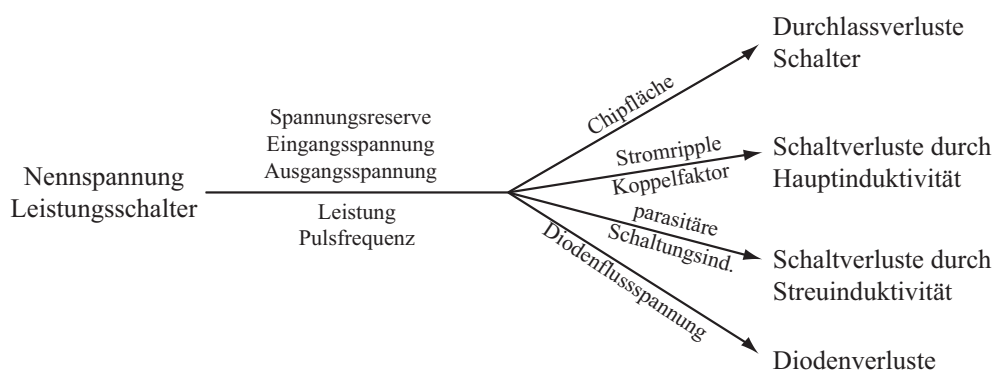 Nennspannung
Leistungsschalter
Spannungsreserve
Eingangsspannung
Ausgangsspannung
Leistung
Pulsfrequenz
Chipfläche
Durchlassverluste
Schalter
Stromripple
Koppelfaktor
Schaltverluste durch
Hauptinduktivität
parasitäre
Schaltungsind.
Schaltverluste durch
Streuinduktivität
Diodenflussspannung
Diodenverluste